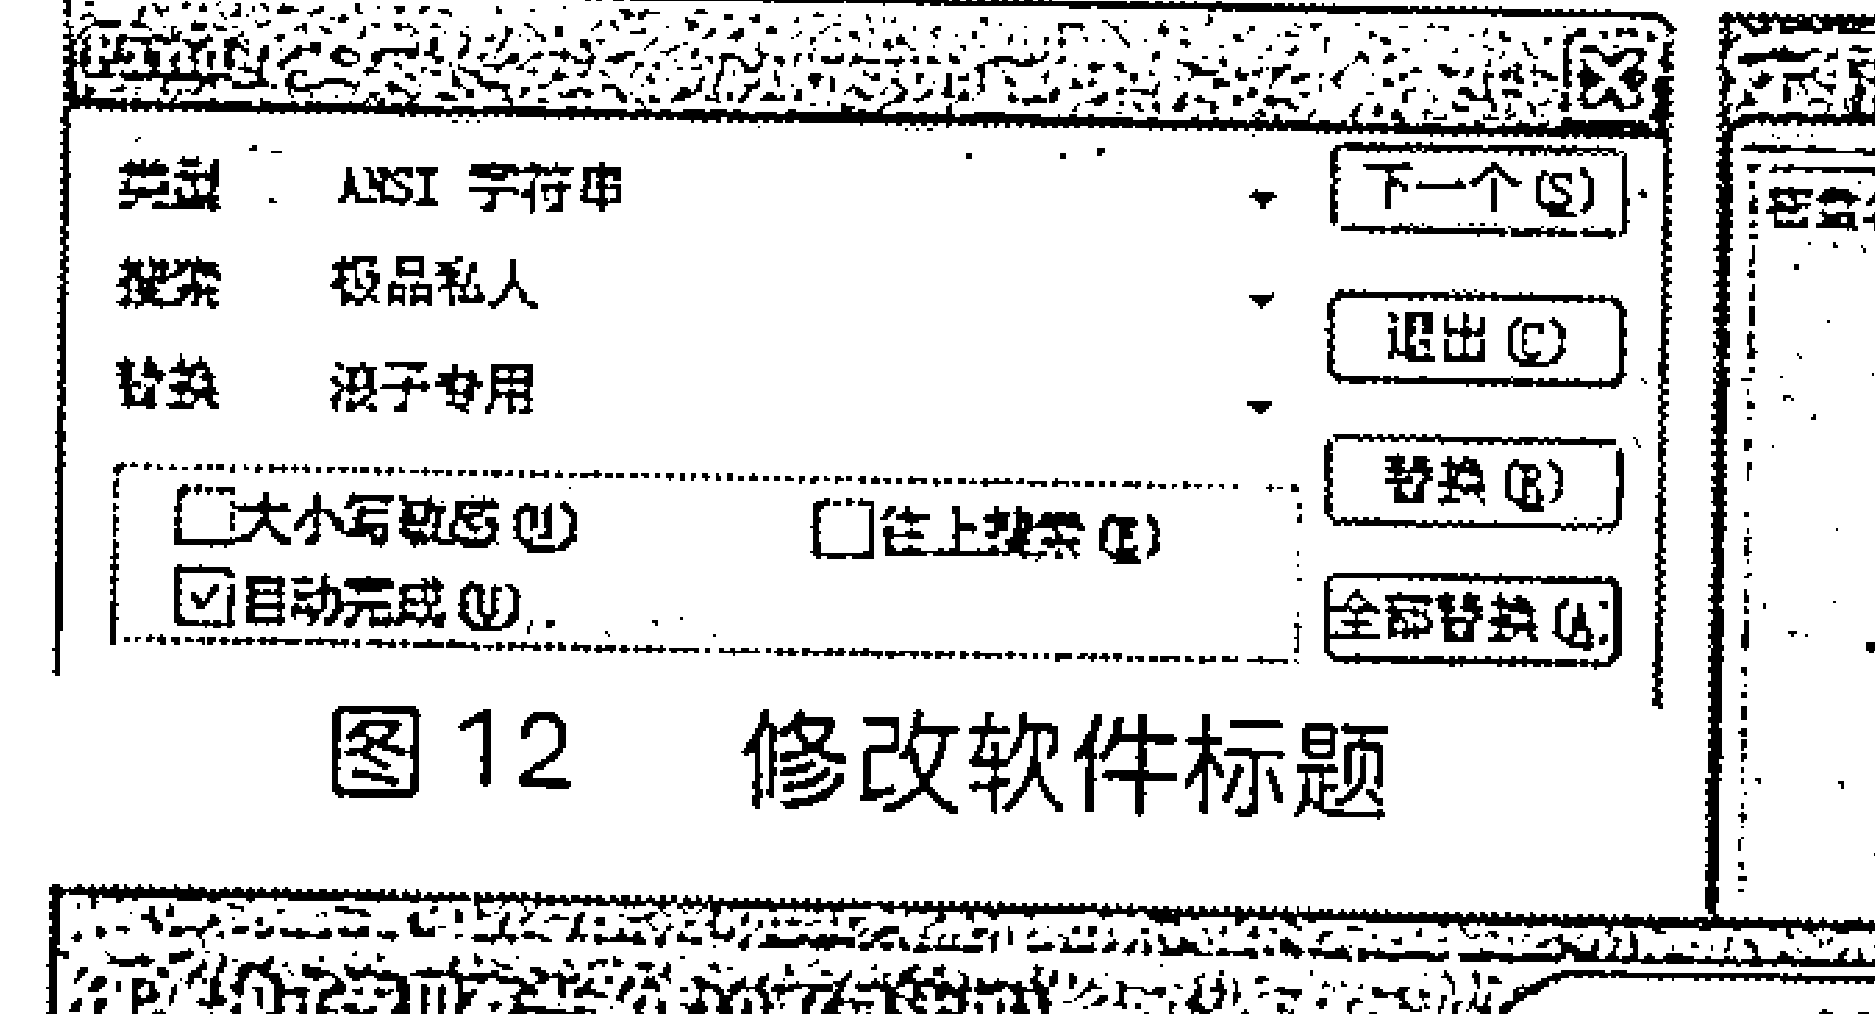 类型 ANSI 字符串 下一个(S)
搜索 极品私人
退出(C)
替换 浪子专用
替换(R)
大小写敏感(U) 往上搜索(E)
自动完成(U)
全部替换(A)
图12 修改软件标题